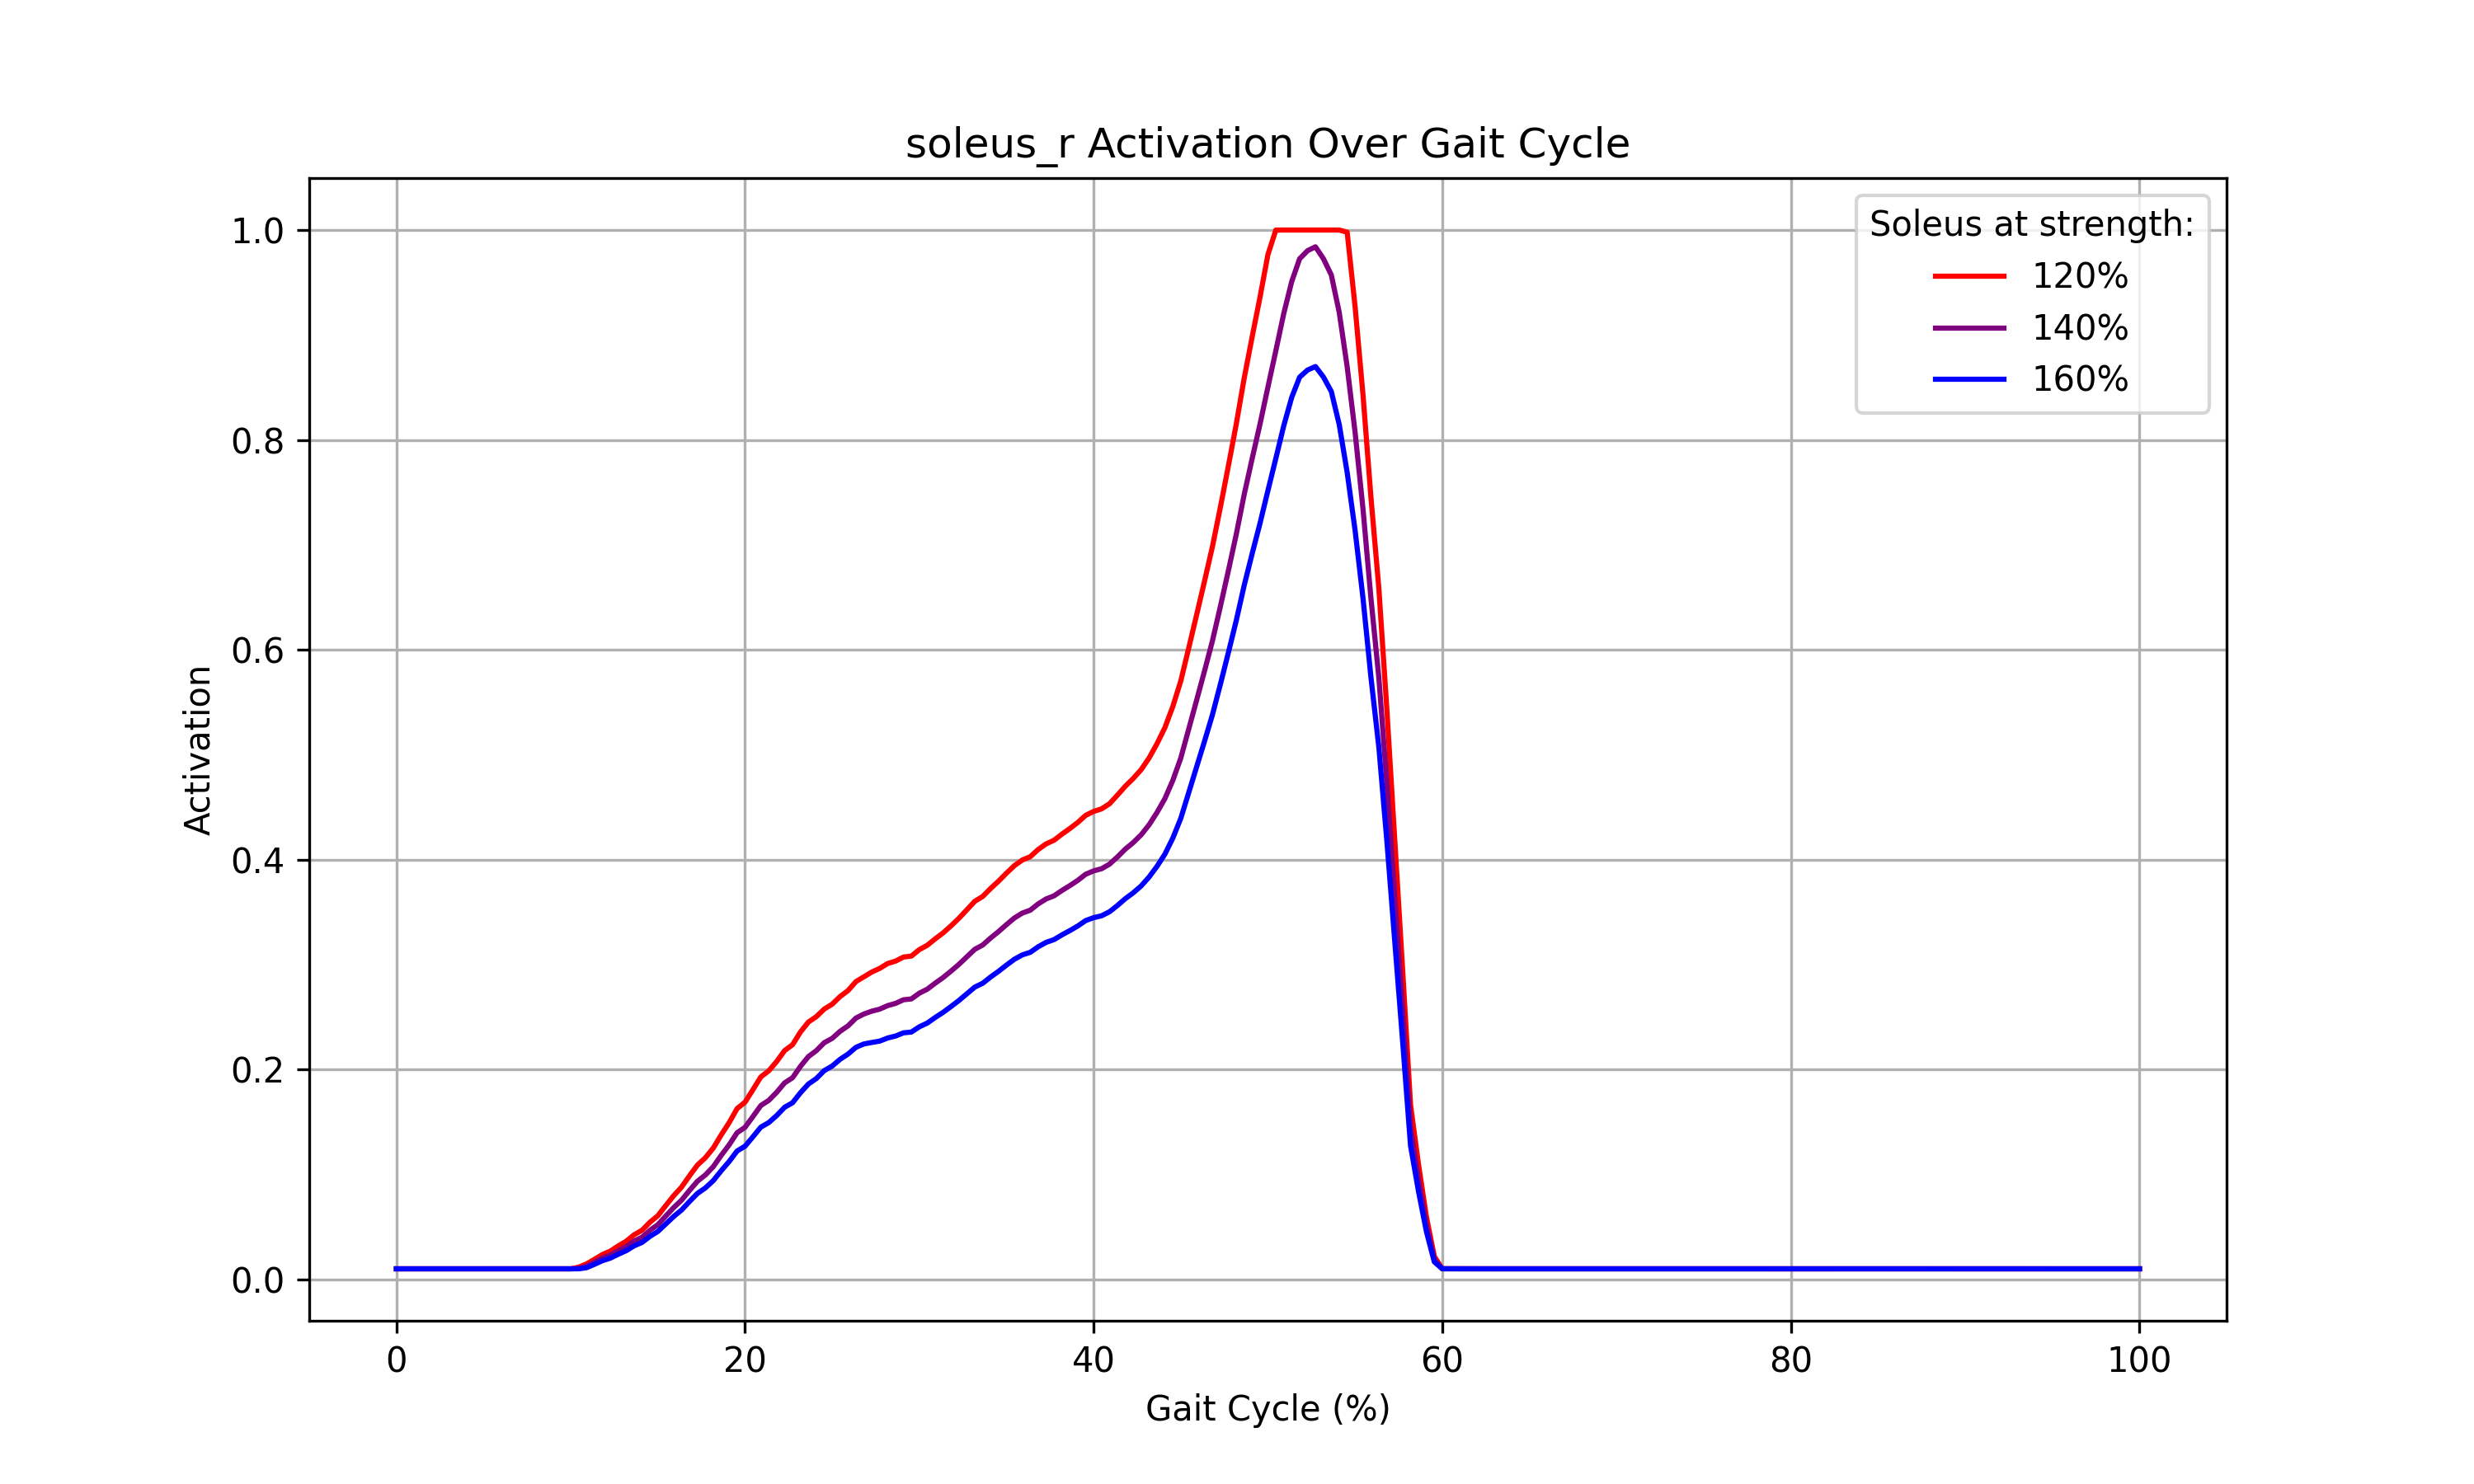 soleus_r Activation Over Gait Cycle
Soleus at strength:
120%
140%
160%
Activation
1.0
0.8
0.6
0.4
0.2
0.0
0 20 40 60 80 100
Gait Cycle (%)